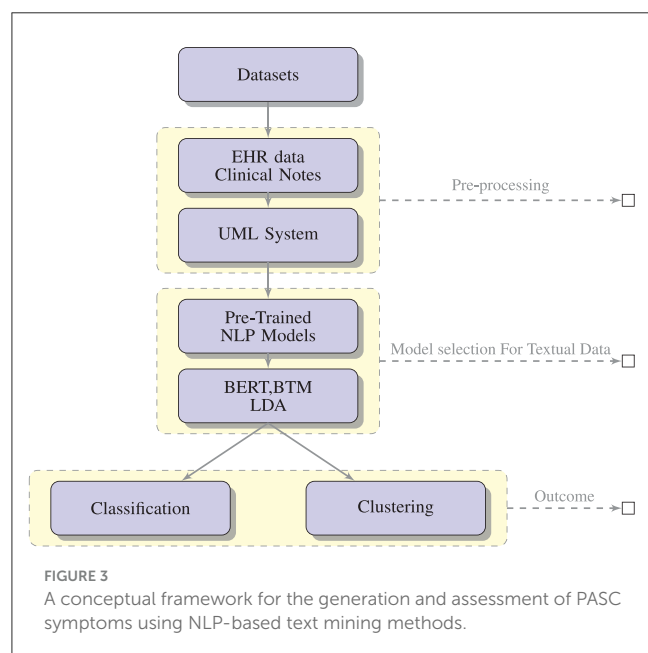 Datasets
EHR data
Clinical Notes
Pre-processing
UML System
Pre-Trained
NLP Models
Model selection For Textual Data
BERT,BTM
LDA
Classification
Clustering
Outcome
FIGURE 3
A conceptual framework for the generation and assessment of PASC
symptoms using NLP-based text mining methods.